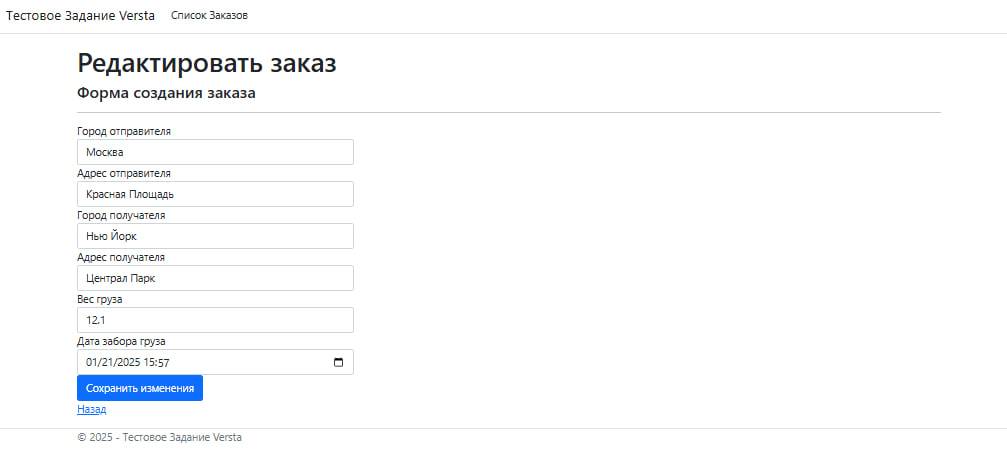 Тестовое Задание Versta Список Заказов
Редактировать заказ
Форма создания заказа
Город отправителя
Москва
Адрес отправителя
Красная Площадь
Город получателя
Нью Йорк
Адрес получателя
Централ Парк
Вес груза
12.1
Дата забора груза
01/21/2025 15:57
Сохранить изменения
Назад
© 2025 - Тестовое Задание Versta